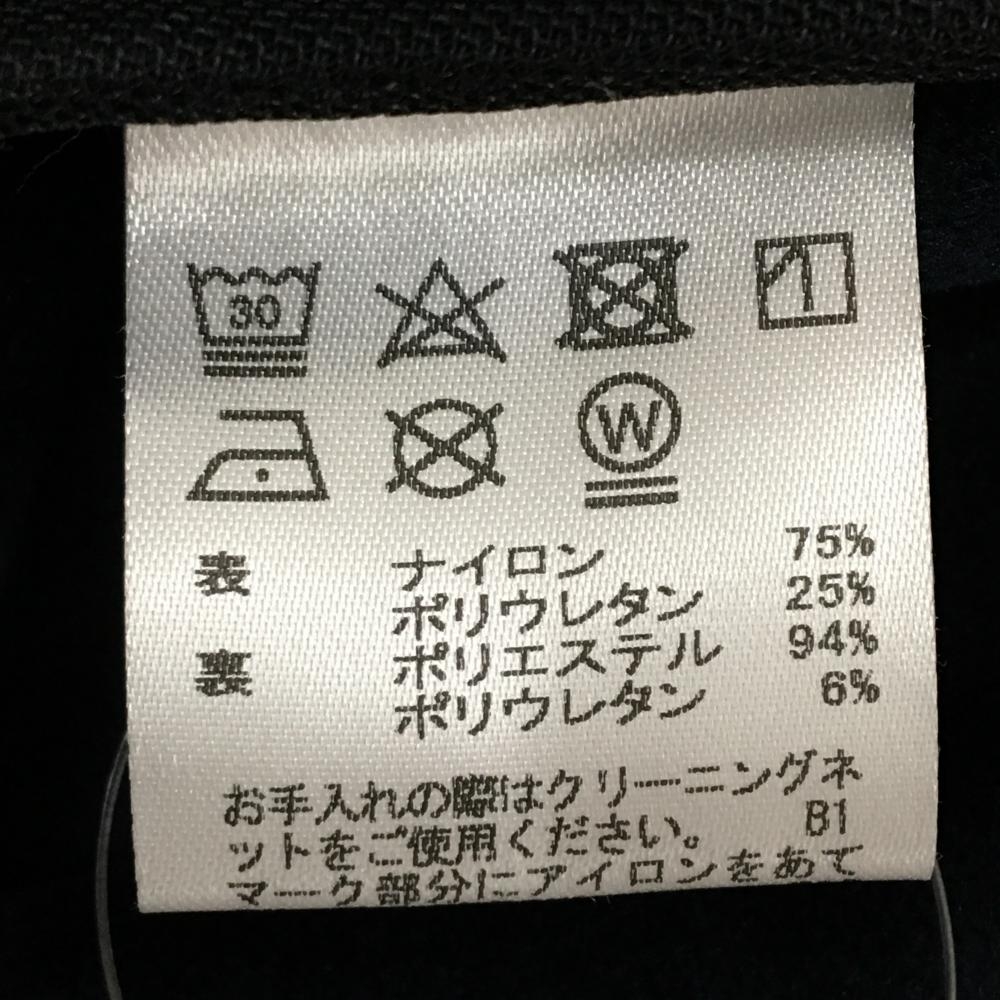 30
W
表 ナイロン 75%
ポリウレタン 25%
裏 ポリエステル 94%
ポリウレタン 6%
お手入れの際はクリーニングネ
ットをご使用ください。 B1
マーク部分にアイロンをあて